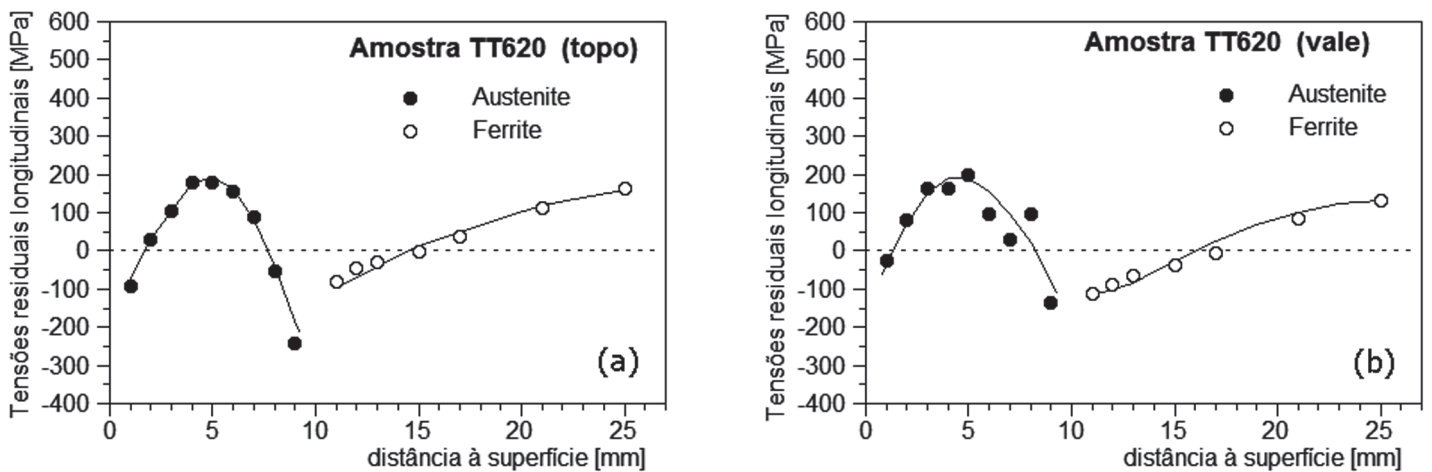 Tensões residuais longitudinais [MPa]
600
500
400
300
200
100
0
-100
-200
-300
-400
Amostra TT620 (topo)
Austenite
Ferrite
(a)
0
5
10
15
20
25
distância à superfície [mm]
Tensões residuais longitudinais [MPa]
600
500
400
300
200
100
0
-100
-200
-300
-400
Amostra TT620 (vale)
Austenite
Ferrite
(b)
0
5
10
15
20
25
distância à superfície [mm]